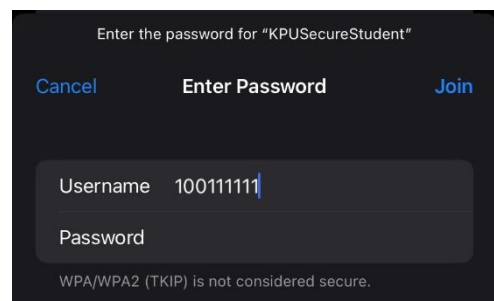 Enter the password for “KPUSecureStudent”
Cancel Enter Password Join
Username 100111111
Password
WPA/WPA2 (TKIP) is not considered secure.